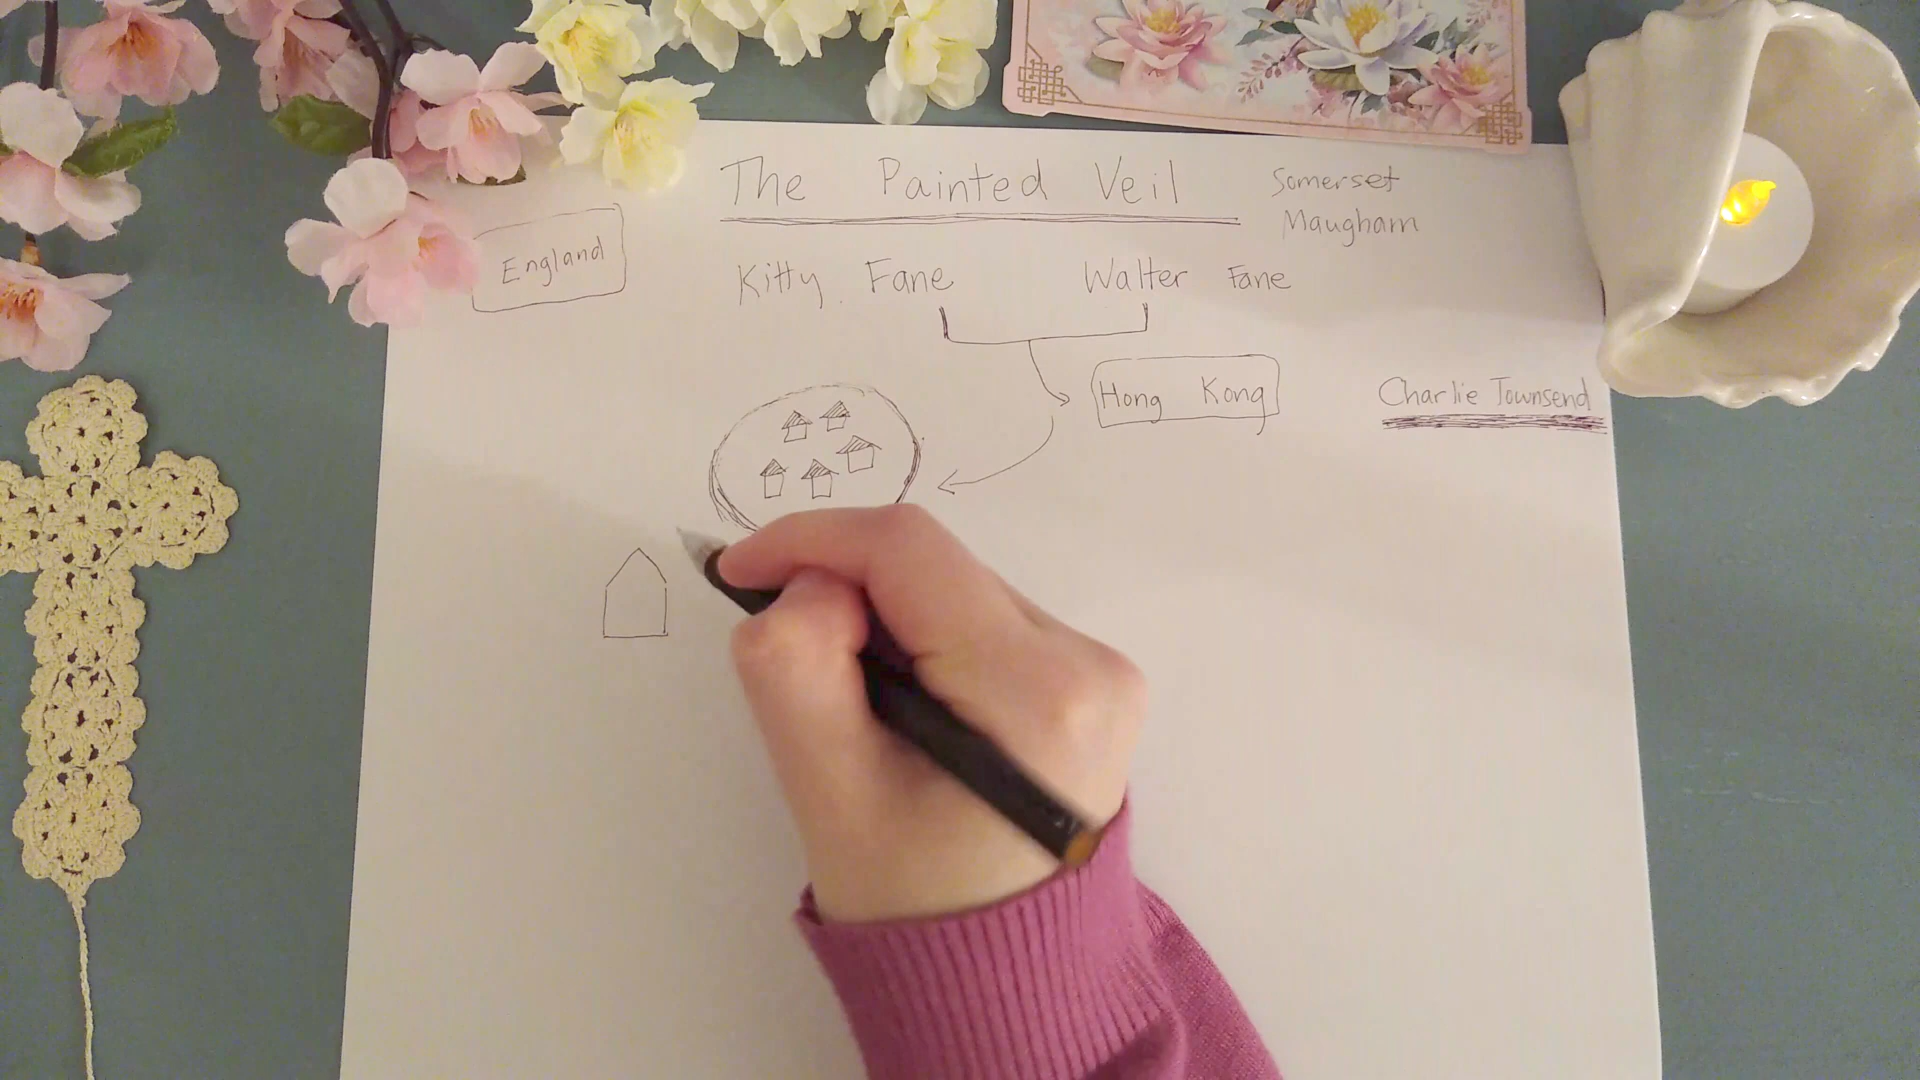 The Painted Veil
Somerset
Maugham
England
Kitty Fane
Walter Fane
Hong Kong
Charlie Townsend